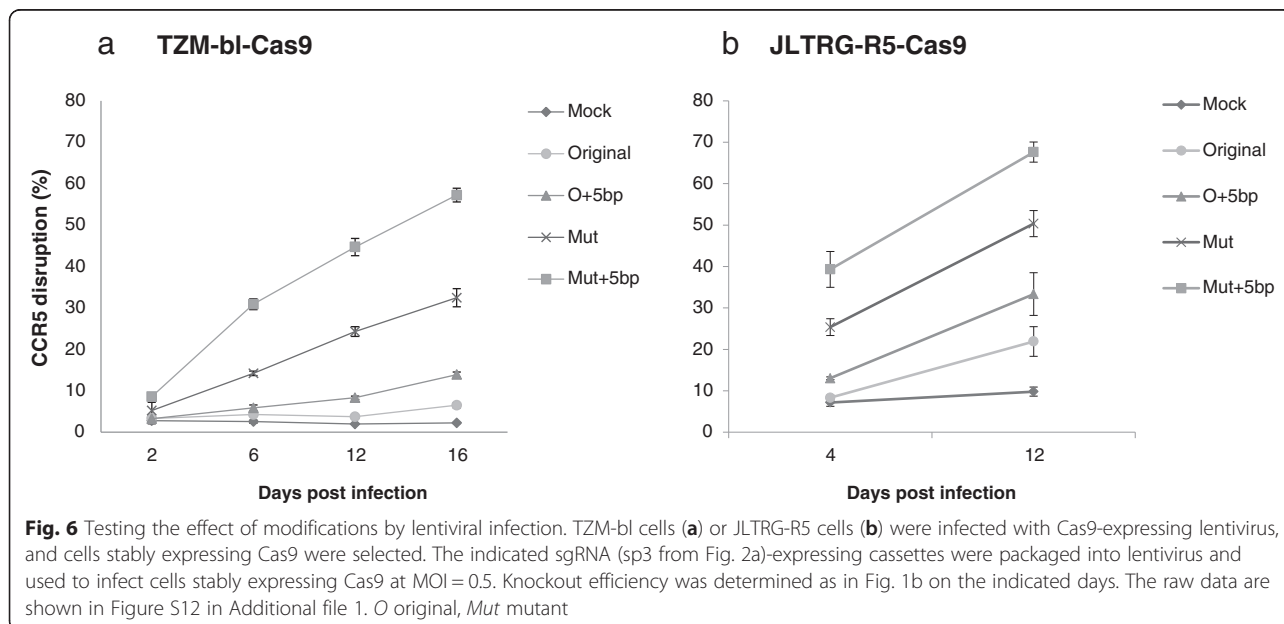 a TZM-bl-Cas9
CCR5 disruption (%)
80
70
60
50
40
30
20
10
0
2 6 12 16
Days post infection
Mock
Original
O+5bp
Mut
Mut+5bp
b JLTRG-R5-Cas9
80
70
60
50
40
30
20
10
0
4 12
Days post infection
Mock
Original
O+5bp
Mut
Mut+5bp
Fig. 6 Testing the effect of modifications by lentiviral infection. TZM-bl cells (a) or JLTRG-R5 cells (b) were infected with Cas9-expressing lentivirus,
and cells stably expressing Cas9 were selected. The indicated sgRNA (sp3 from Fig. 2a)-expressing cassettes were packaged into lentivirus and
used to infect cells stably expressing Cas9 at MOI = 0.5. Knockout efficiency was determined as in Fig. 1b on the indicated days. The raw data are
shown in Figure S12 in Additional file 1. O original, Mut mutant